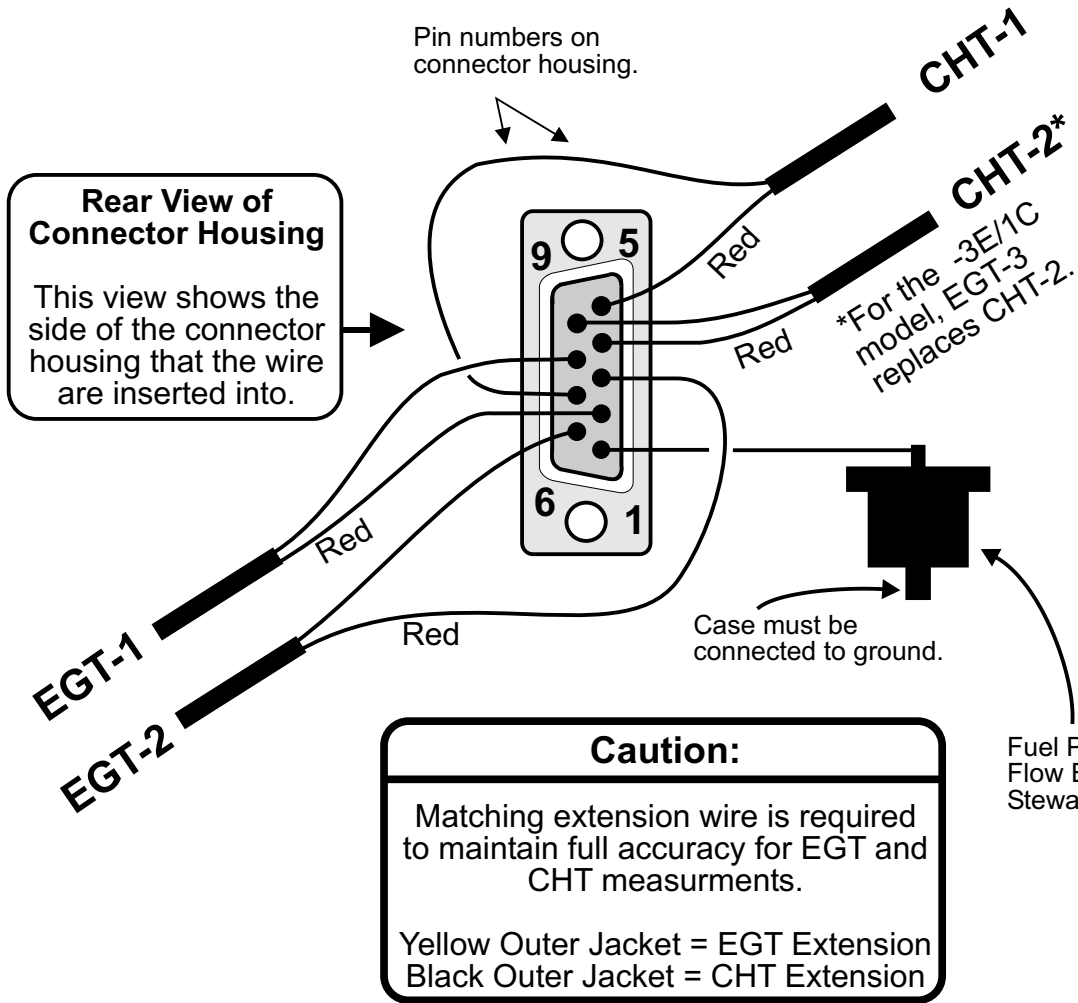 Pin numbers on
connector housing.
CHT-1
CHT-2*
*For the -3E/1C
model, EGT-3
replaces CHT-2.
Rear View of
Connector Housing
This view shows the
side of the connector
housing that the wire
are inserted into.
9
5
6
1
Red
Red
Red
Red
EGT-1
EGT-2
Case must be
connected to ground.
Fuel
Flow
Caution:
Matching extension wire is required
to maintain full accuracy for EGT and
CHT measurments.
Yellow Outer Jacket = EGT Extension
Black Outer Jacket = CHT Extension